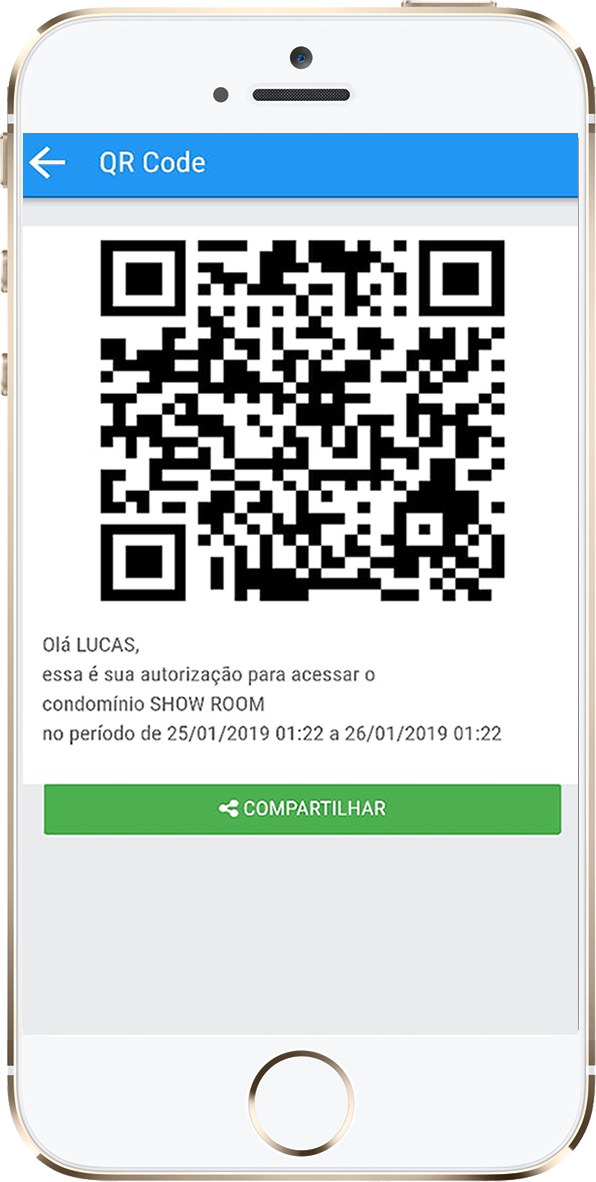 QR Code
Olá LUCAS,
essa é sua autorização para acessar o
condomínio SHOW ROOM
no período de 25/01/2019 01:22 a 26/01/2019 01:22
COMPARTILHAR